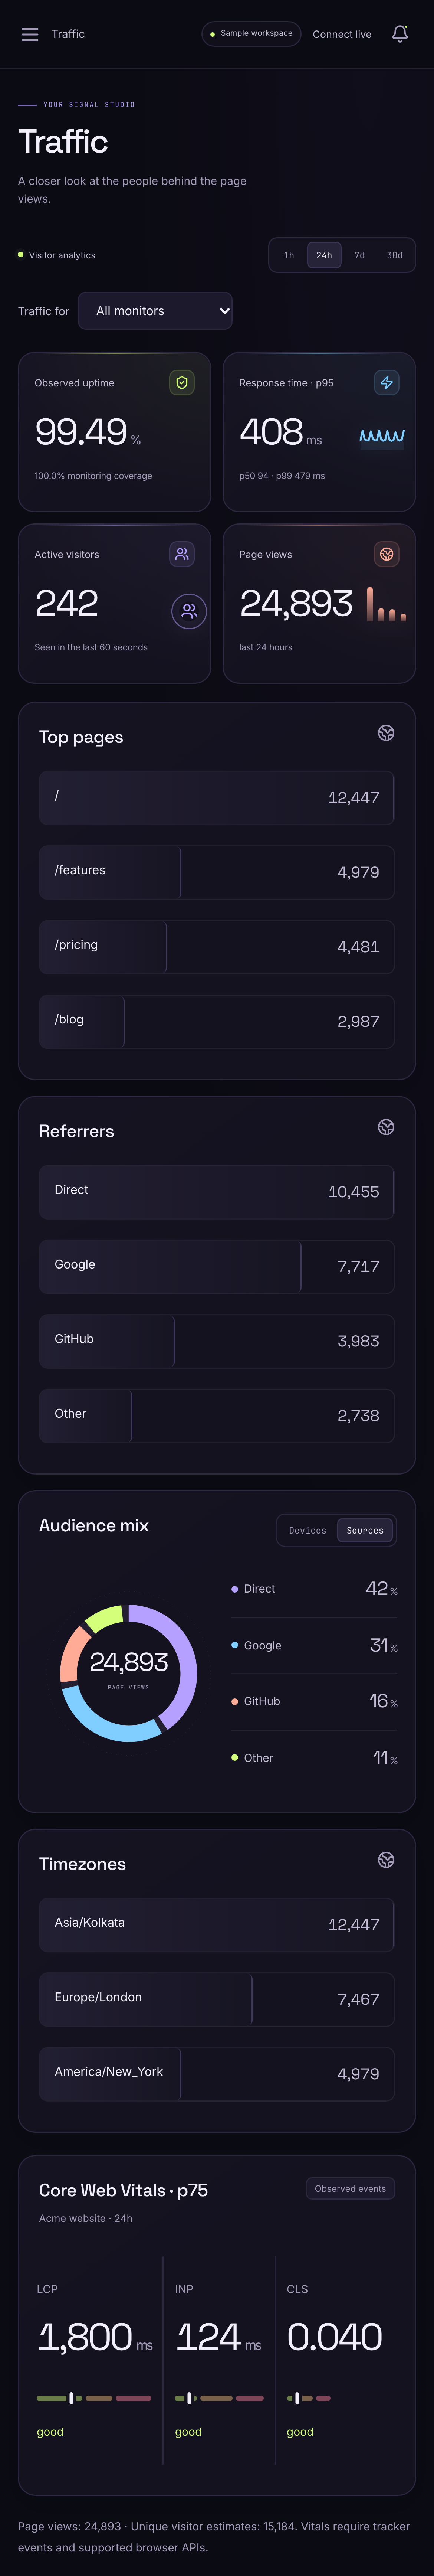 Traffic
Sample workspace
Connect live
YOUR SIGNAL STUDIO
Traffic
A closer look at the people behind the page
views.
Visitor analytics
1h 24h 7d 30d
Traffic for All monitors
Observed uptime
99.49 %
100.0% monitoring coverage
Response time · p95
408 ms
p50 94 · p99 479 ms
Active visitors
242
Seen in the last 60 seconds
Page views
24,893
last 24 hours
Top pages
/ 12,447
/features 4,979
/pricing 4,481
/blog 2,987
Referrers
Direct 10,455
Google 7,717
GitHub 3,983
Other 2,738
Audience mix
Devices Sources
24,893
PAGE VIEWS
Direct 42%
Google 31%
GitHub 16%
Other 11%
Timezones
Asia/Kolkata 12,447
Europe/London 7,467
America/New_York 4,979
Core Web Vitals · p75
Observed events
Acme website · 24h
LCP
1,800 ms
good
INP
124 ms
good
CLS
0.040
good
Page views: 24,893 · Unique visitor estimates: 15,184. Vitals require tracker
events and supported browser APIs.